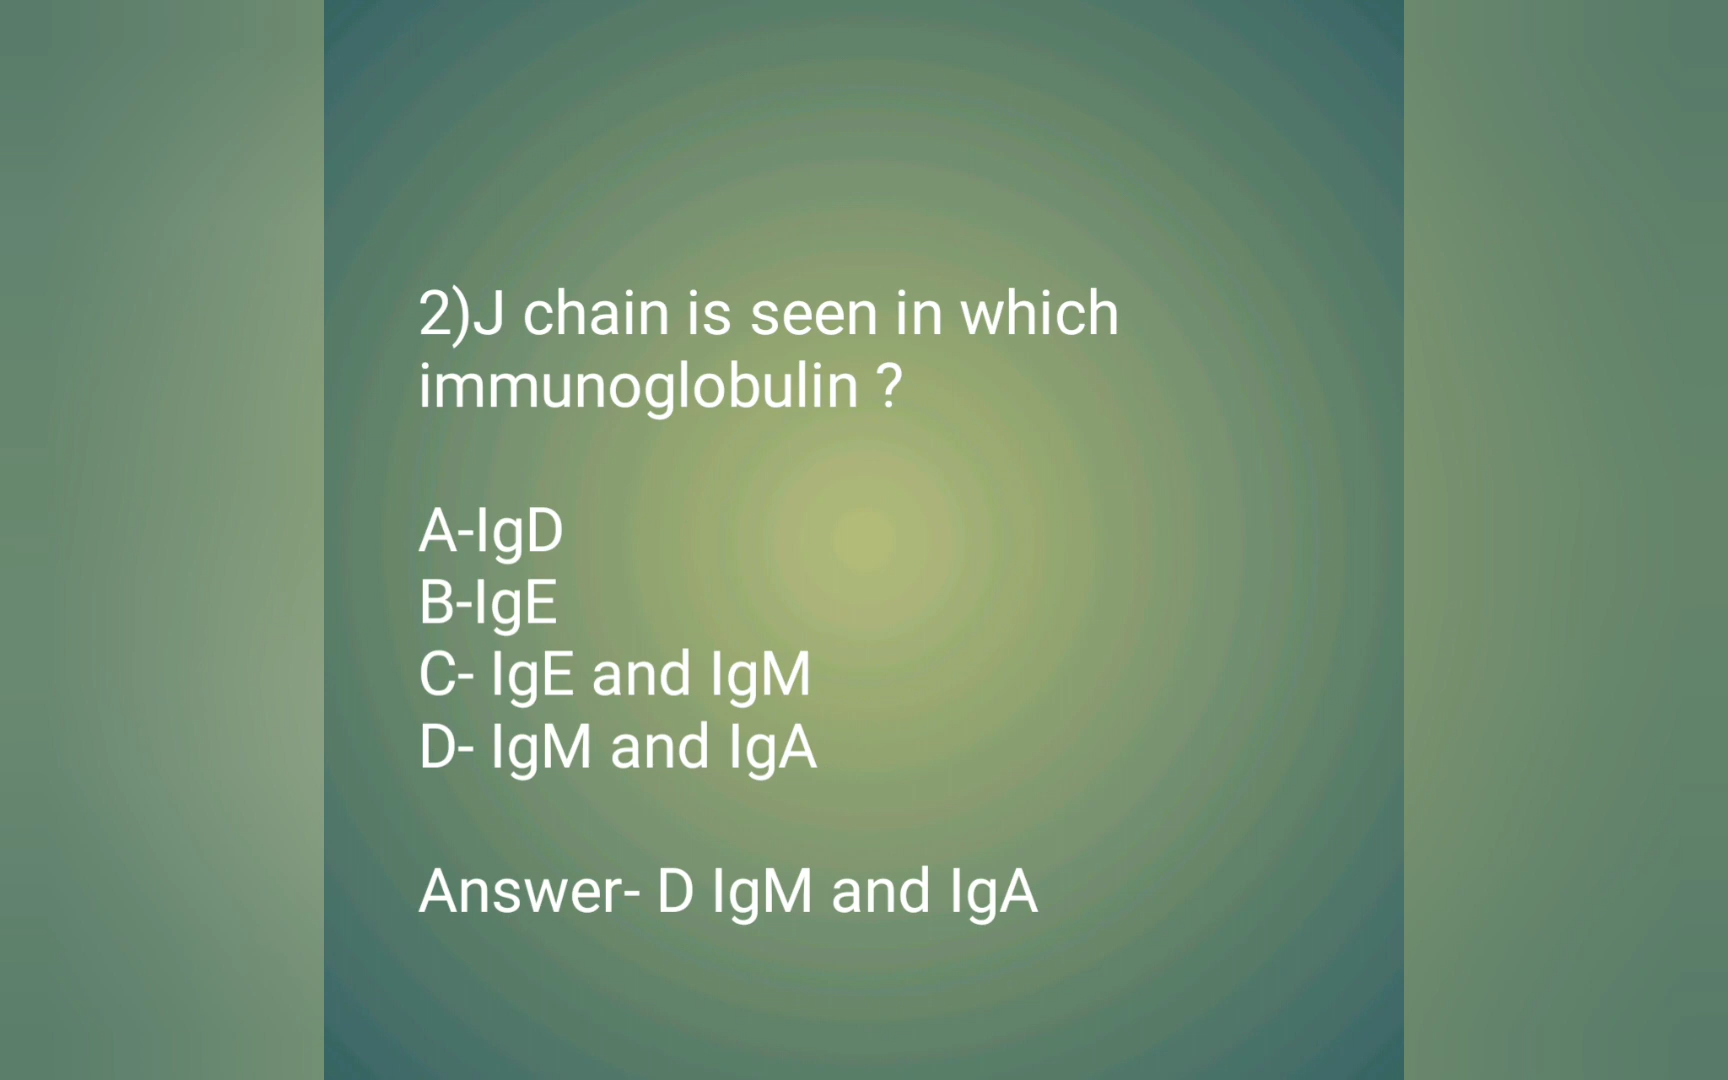 2)J chain is seen in which
immunoglobulin ?
A-IgD
B-IgE
C- IgE and IgM
D- IgM and IgA
Answer- D IgM and IgA